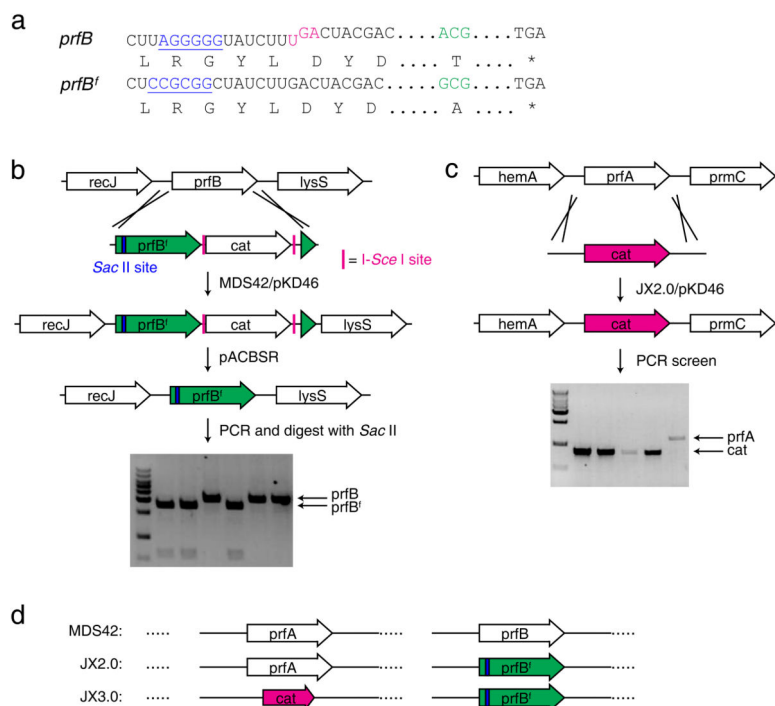 a
prfB CUUAGGGGGUAUCUUUGACUACGAC....ACG....TGA
L R G Y L D Y D ..... T ..... *
prfBf CUCCGCGGCUAUCUUGACUACGAC.....GCG....TGA
L R G Y L D Y D ..... A .... *
b
recJ prfB lysS
prfBf cat
Sac II site = I-Sce I site
MDS42/pKD46
recJ prfBf cat lysS
pACBSR
recJ prfBf lysS
PCR and digest with Sac II
prfB
prfBf
c
hemA prfA prmC
cat
JX2.0/pKD46
hemA cat prmC
PCR screen
prfA
cat
d
MDS42: ..... prfA ..... prfB .....
JX2.0: ..... prfA ..... prfBf .....
JX3.0: ..... cat ..... prfBf .....